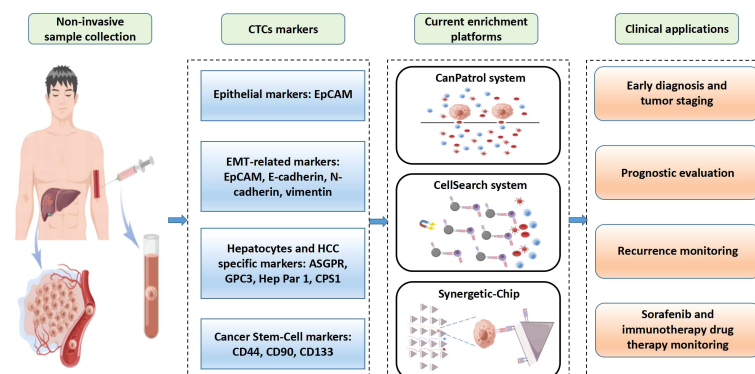 Non-invasive
sample collection
CTCs markers
Epithelial markers: EpCAM
EMT-related markers:
EpCAM, E-cadherin, N-
cadherin, vimentin
Hepatocytes and HCC
specific markers: ASGPR,
GPC3, Hep Par 1, CPS1
Cancer Stem-Cell markers:
CD44, CD90, CD133
Current enrichment
platforms
CanPatrol system
CellSearch system
Synergetic-Chip
Clinical applications
Early diagnosis and
tumor staging
Prognostic evaluation
Recurrence monitoring
Sorafenib and
immunotherapy drug
therapy monitoring